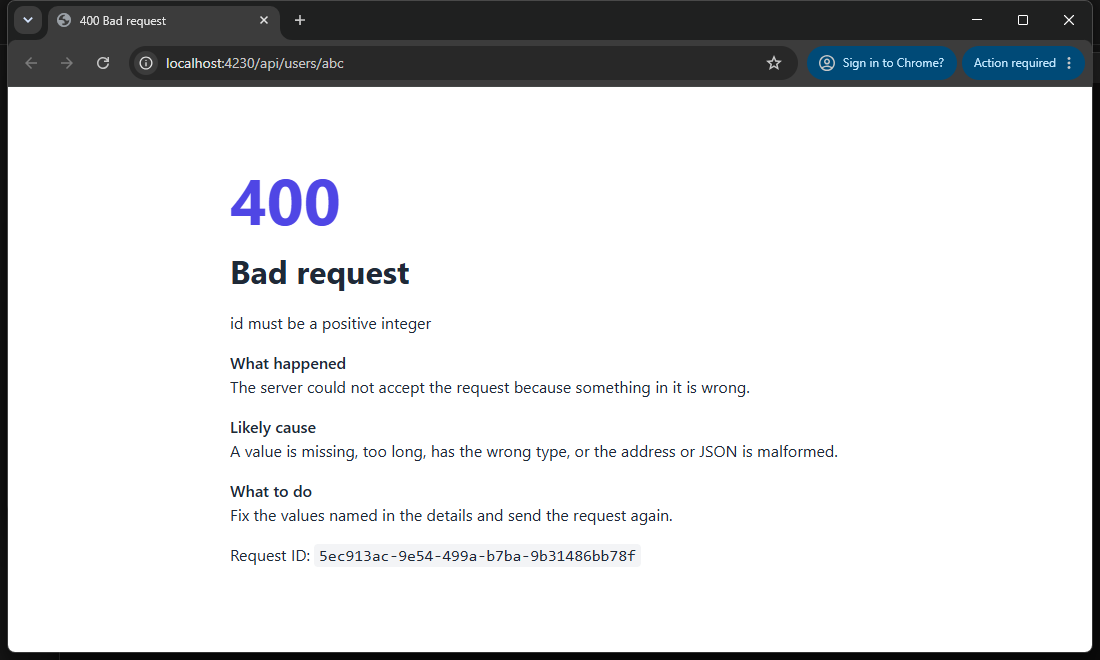 400 Bad request
localhost:4230/api/users/abc
Sign in to Chrome?
Action required
400
Bad request
id must be a positive integer
What happened
The server could not accept the request because something in it is wrong.
Likely cause
A value is missing, too long, has the wrong type, or the address or JSON is malformed.
What to do
Fix the values named in the details and send the request again.
Request ID: 5ec913ac-9e54-499a-b7ba-9b31486bb78f